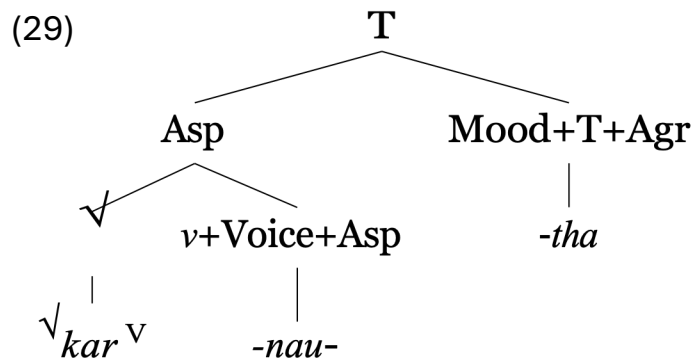 (29) T
Asp Mood+T+Agr
√ v+Voice+Asp -tha
√kar V -nau-